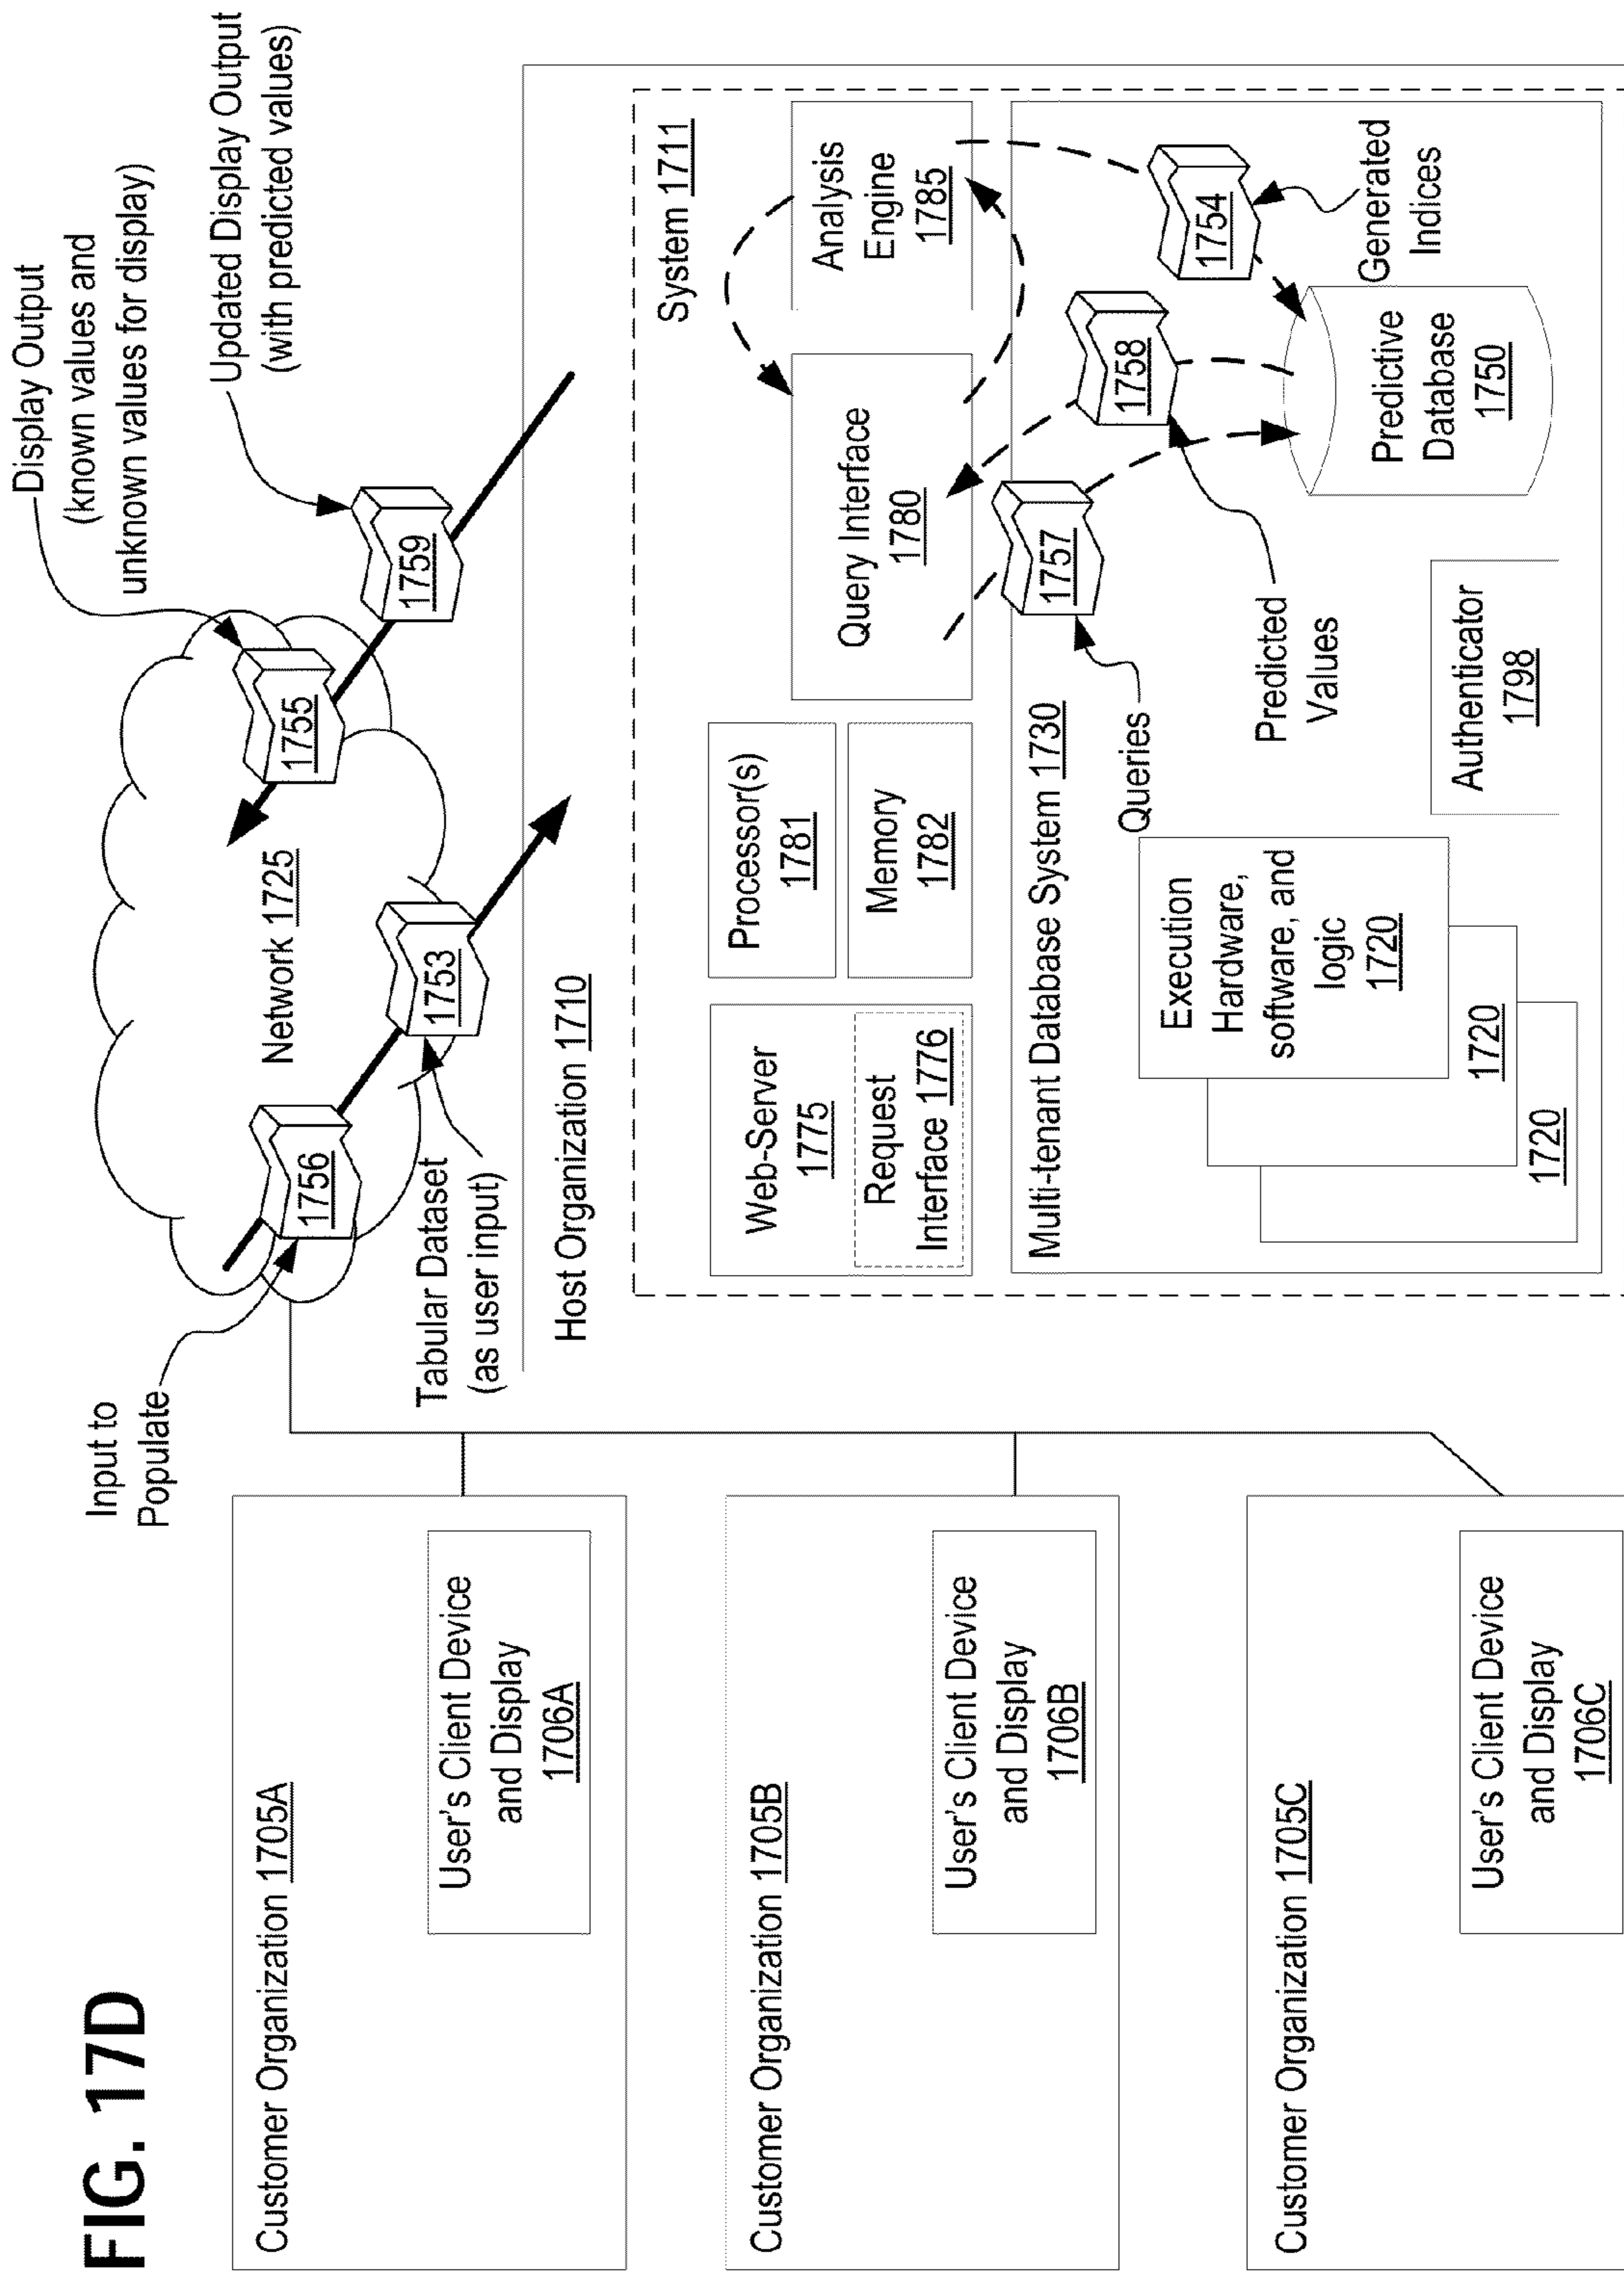 FIG. 17D
Customer Organization 1705A
User's Client Device
and Display
1706A
Customer Organization 1705B
User's Client Device
and Display
1706B
Customer Organization 1705C
User's Client Device
and Display
1706C
Input to
Populate
1756
Network 1725
1755
Display Output
(known values and
unknown values for display)
1753
Tabular Dataset
(as user input)
1759
Updated Display Output
(with predicted values)
Host Organization 1710
System 1711
Web-Server
1775
Request
Interface 1776
Processor(s)
1781
Memory
1782
Query Interface
1780
Analysis
Engine
1785
Multi-tenant Database System 1730
1757
Queries
1758
Predicted
Values
1754
Generated
Indices
Execution
Hardware,
software, and
logic
1720
1720
1720
Authenticator
1798
Predictive
Database
1750